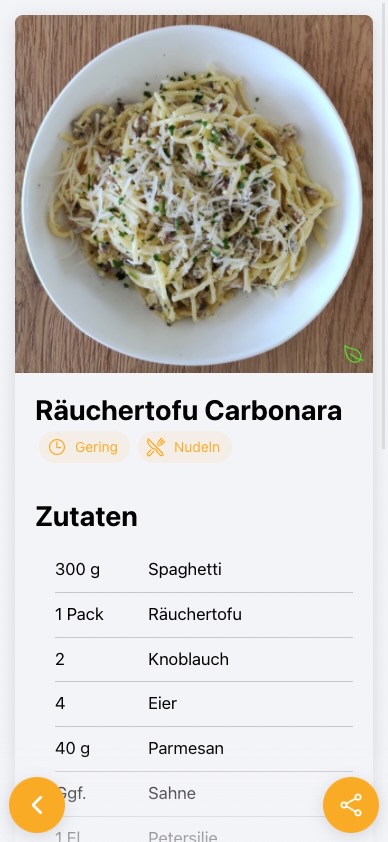 Räuchertofu Carbonara
Gering Nudeln
Zutaten
300 g Spaghetti
1 Pack Räuchertofu
2 Knoblauch
4 Eier
40 g Parmesan
Ggf. Sahne
1 El Petersilie